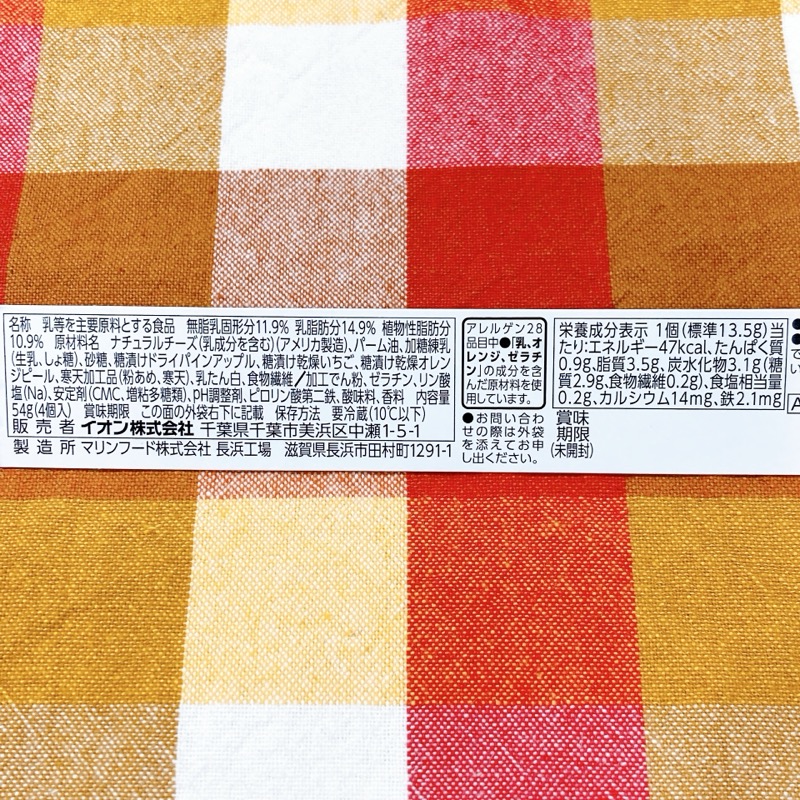 名称 乳等を主要原料とする食品 無脂乳固形分11.9% 乳脂肪分14.9% 植物性脂肪分
10.9% 原材料名 ナチュラルチーズ(乳成分を含む)(アメリカ製造)、パーム油、加糖練乳
(生乳、しょ糖)、砂糖、糖漬けドライパインアップル、糖漬け乾燥いちご、糖漬け乾燥オレン
ジピール、寒天加工品(粉あめ、寒天)、乳たん白、食物繊維/加工でん粉、ゼラチン、リン酸
塩(Na)、安定剤(CMC、増粘多糖類)、pH調整剤、ピロリン酸第二鉄、酸味料、香料 内容量
54g(4個入) 賞味期限 この面の外袋右下に記載 保存方法 要冷蔵(10℃以下)
販売者 イオン株式会社 千葉県千葉市美浜区中瀬1-5-1
製造所 マリンフード株式会社 長浜工場 滋賀県長浜市田村町1291-1
アレルゲン28
品目中●「乳、オ
レンジ、ゼラチ
ン」の成分を含
んだ原材料を使
用しています。
●お問い合わ
せの際は外袋
を添えてお申
し出ください。
栄養成分表示 1個(標準13.5g)当
たり:エネルギー47kcal、たんぱく質
0.9g、脂質3.5g、炭水化物3.1g(糖
質2.9g、食物繊維0.2g)、食塩相当量
0.2g、カルシウム14mg、鉄2.1mg
賞味
期限
(未開封)